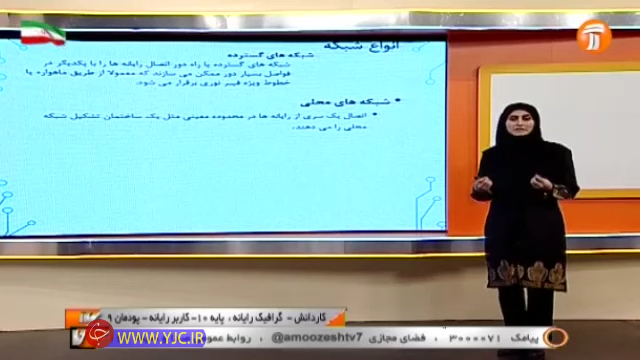 انواع شبکه
شبکه های گسترده
شبکه های گسترده یا راه دور اتصال رایانه ها را با یکدیگر در
فواصل بسیار دور ممکن می سازند که معمولا از طریق ماهواره یا
خطوط ویژه فیبر نوری برقرار می شود.
• شبکه های محلی
• اتصال یک سری از رایانه ها در محدوده معینی مثل یک ساختمان تشکیل شبکه
محلی را می دهند.
کاردانش - گرافیک رایانه ، پایه ۱۰- کاربر رایانه- پودمان ۹
WWW.YJC.IR
پیامک ۳۰۰۰۰۷۱ • فضای مجازی @amoozeshtv7 • روابط عمو